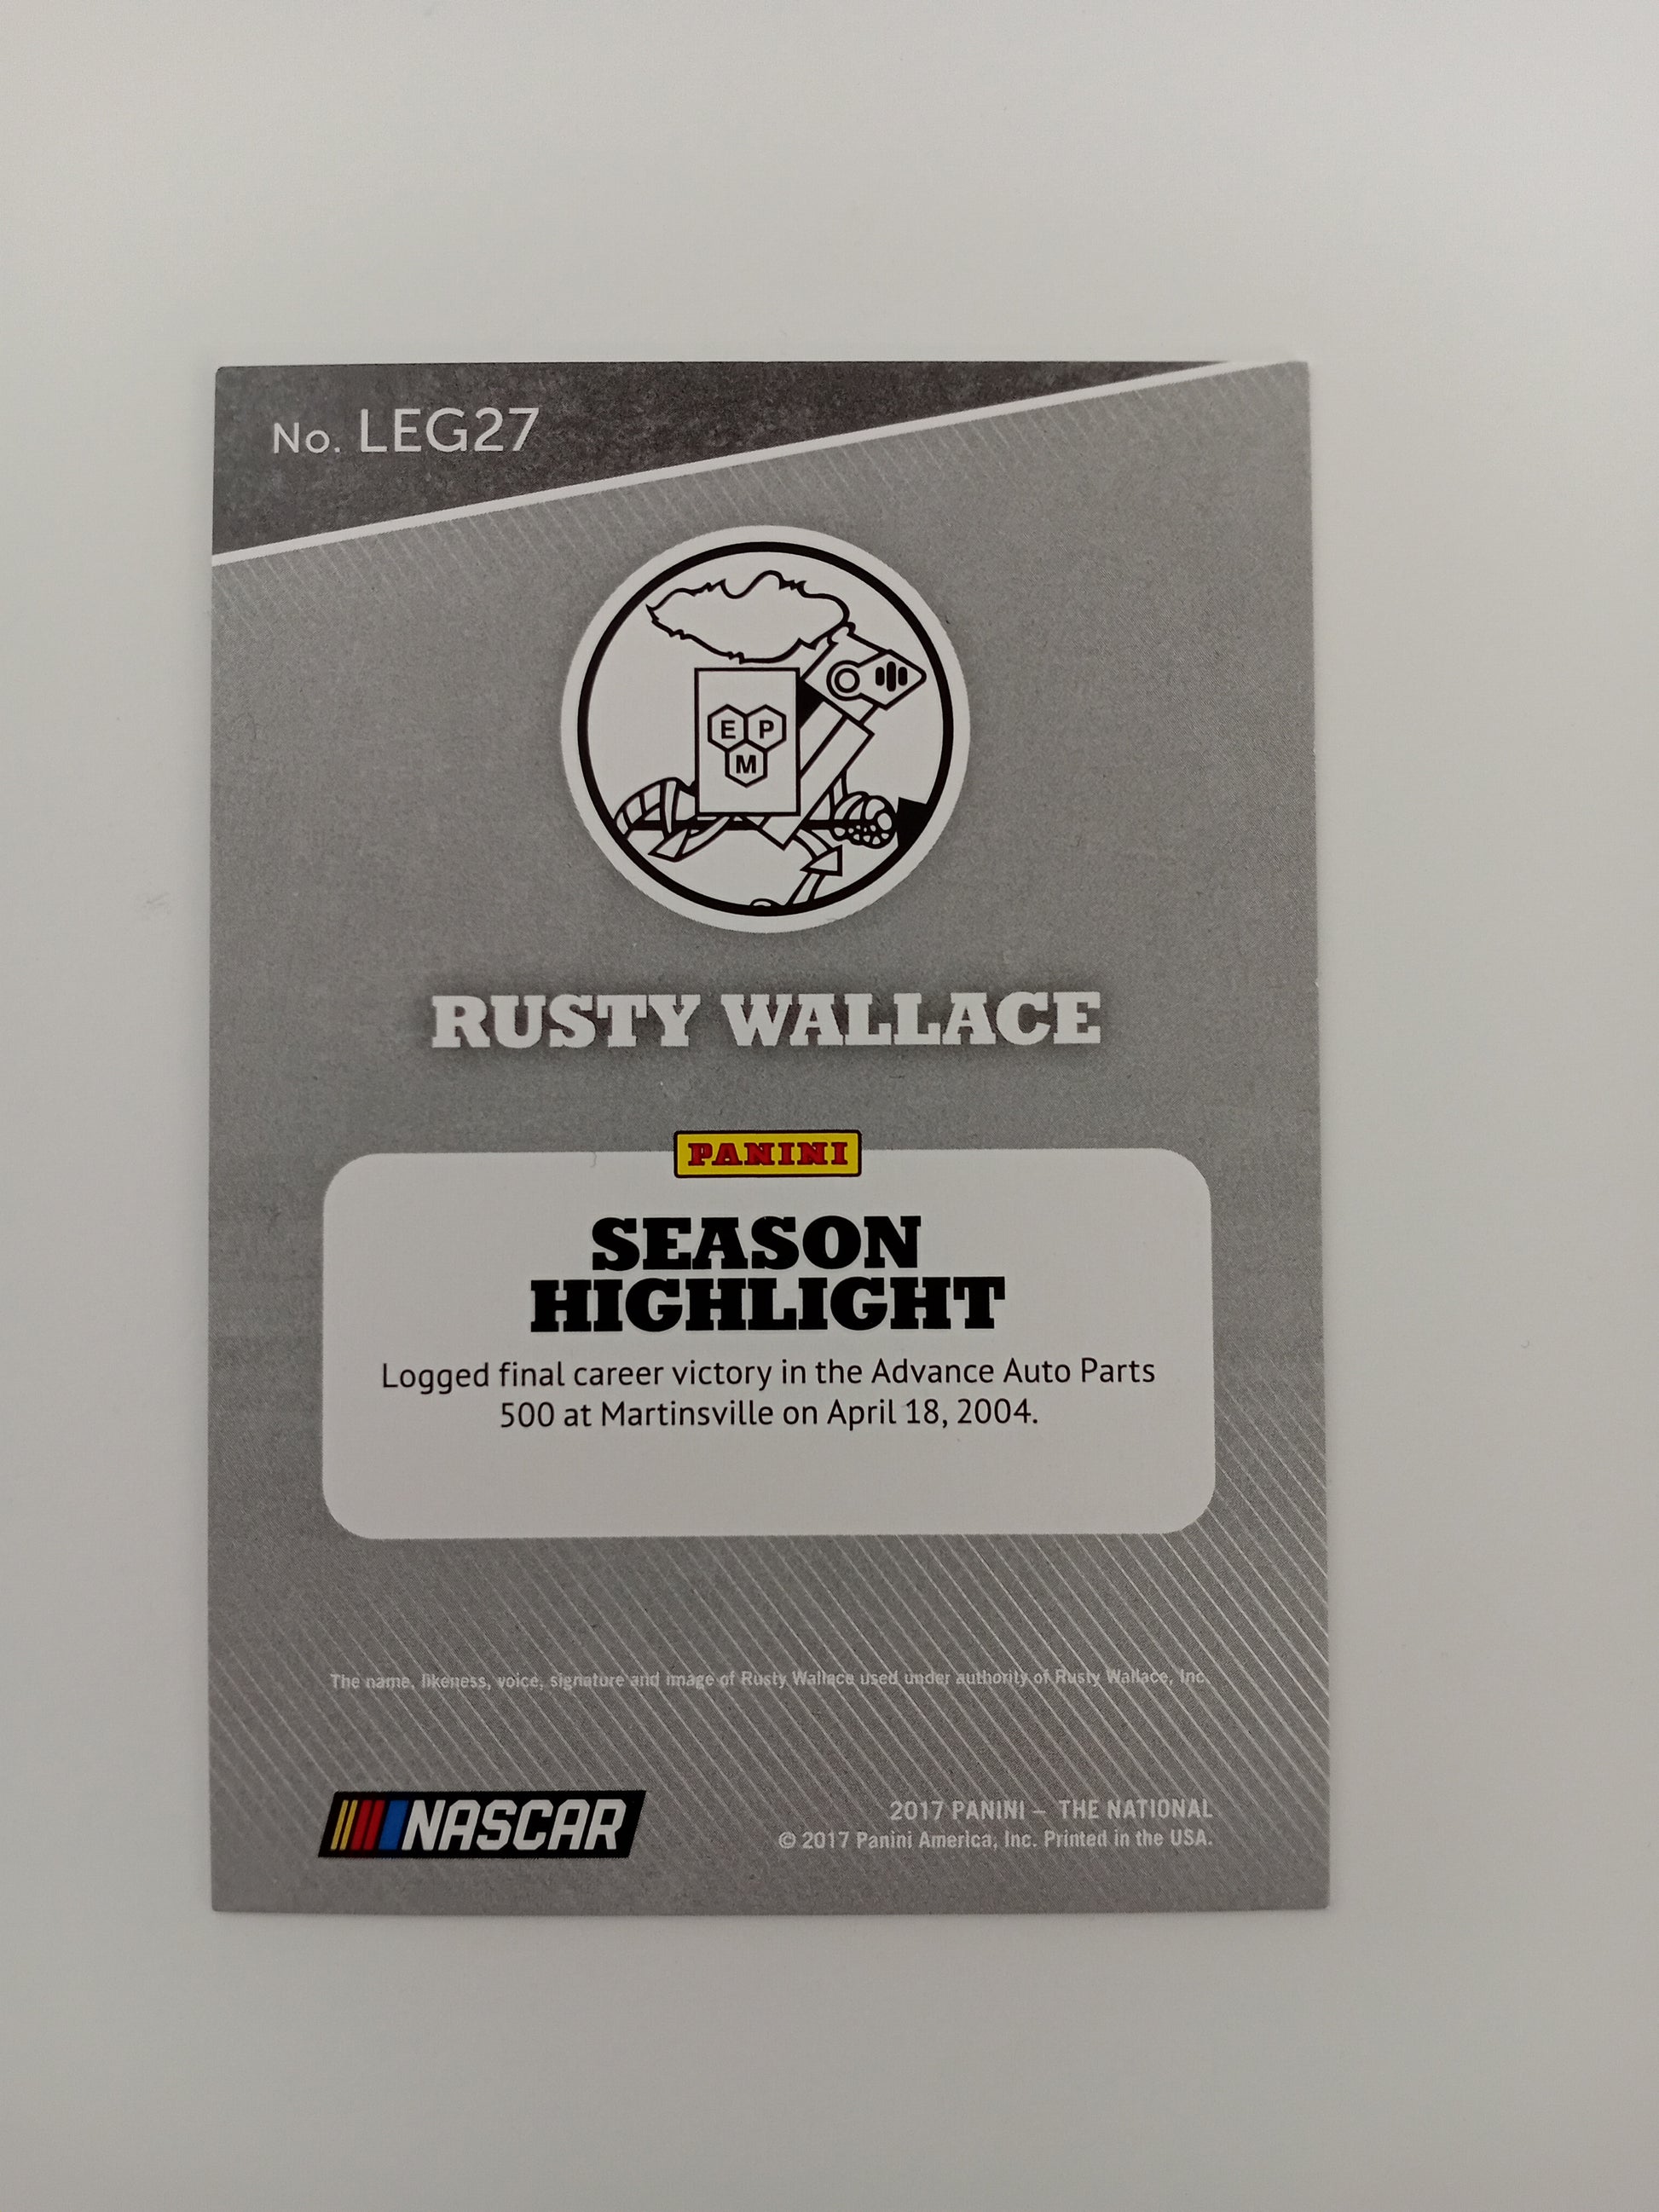 No. LEG27
E P
M
RUSTY WALLACE
PANINI
SEASON
HIGHLIGHT
Logged final career victory in the Advance Auto Parts
500 at Martinsville on April 18, 2004.
The name, likeness, voice, signature and image of Rusty Wallace used under authority of Rusty Wallace, Inc.
NASCAR
2017 PANINI – THE NATIONAL
© 2017 Panini America, Inc. Printed in the USA.